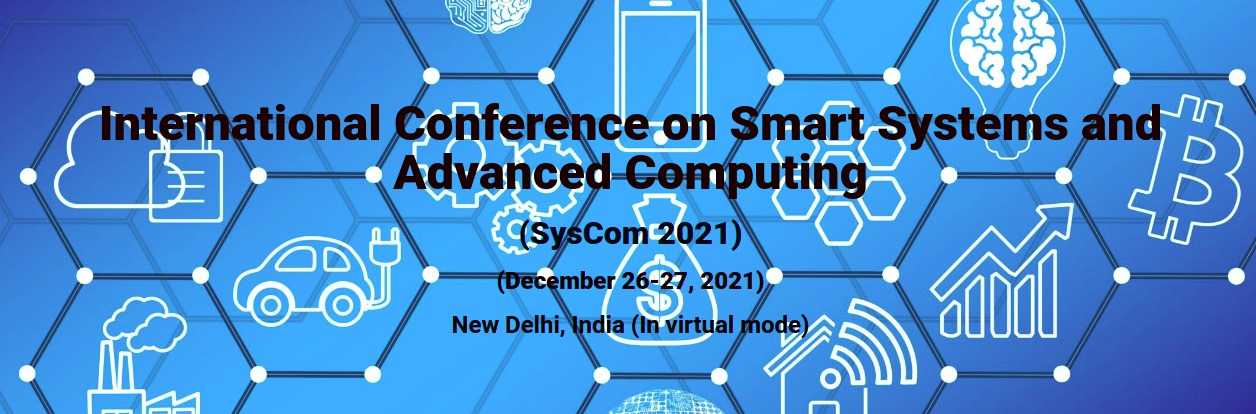 International Conference on Smart Systems and
Advanced Computing
(SysCom 2021)
(December 26-27, 2021)
New Delhi, India (In virtual mode)